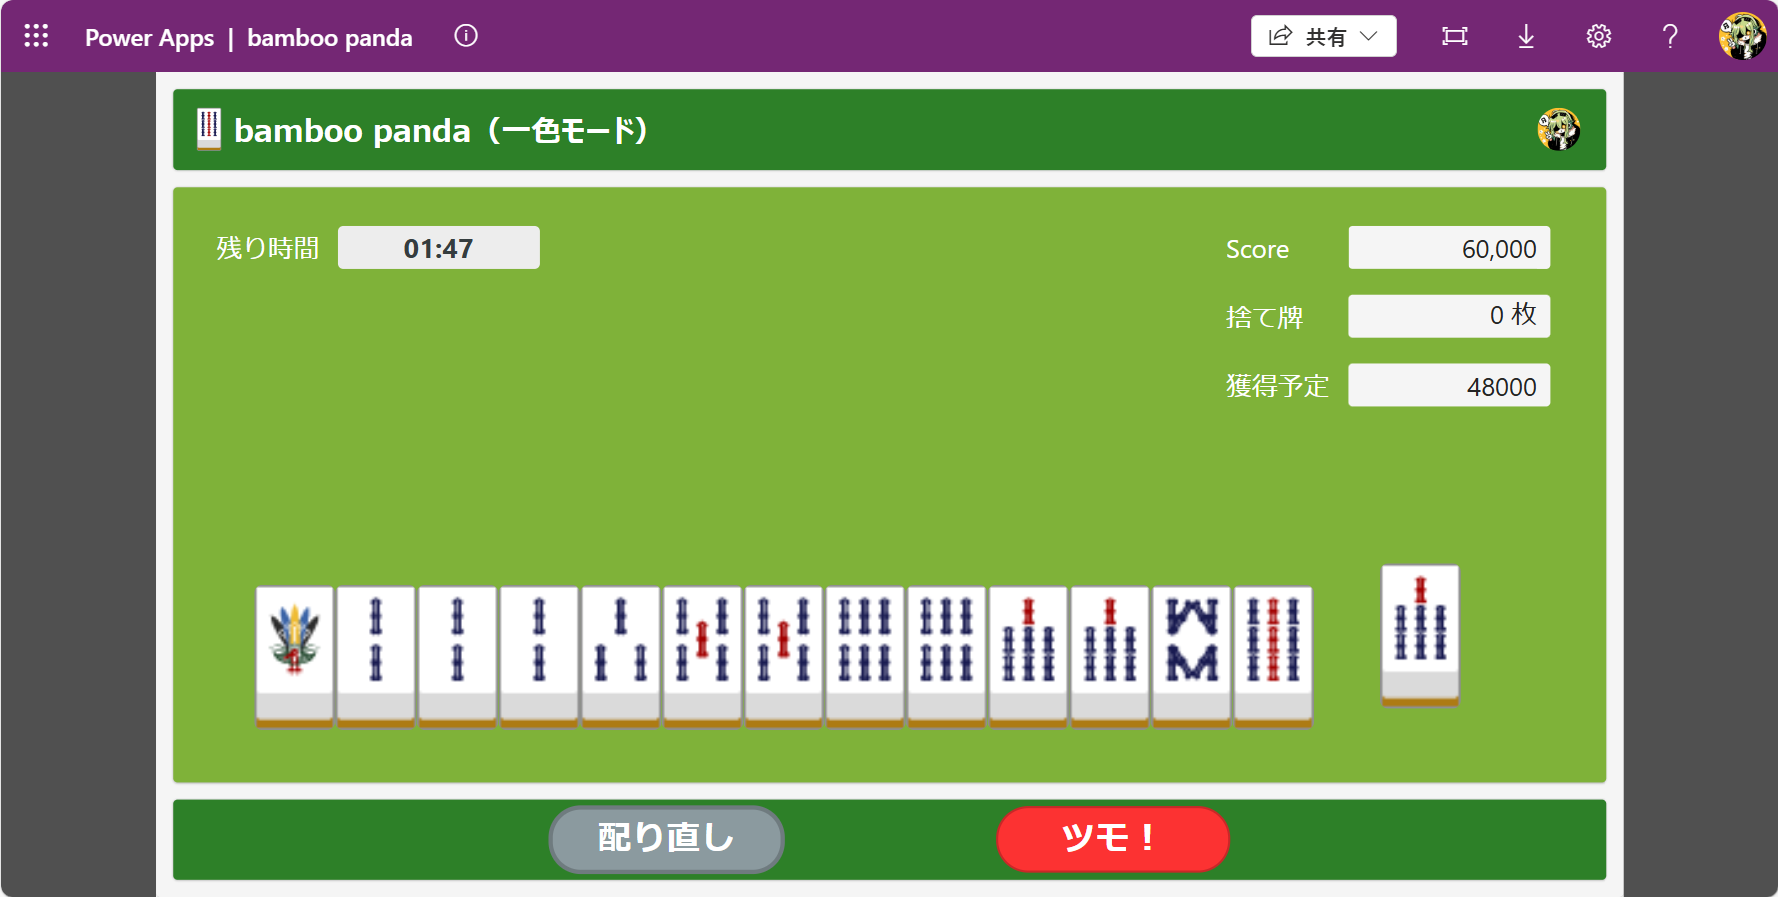 Power Apps | bamboo panda
共有
bamboo panda（一色モード）
残り時間 01:47
Score 60,000
捨て牌 0 枚
獲得予定 48000
配り直し
ツモ！